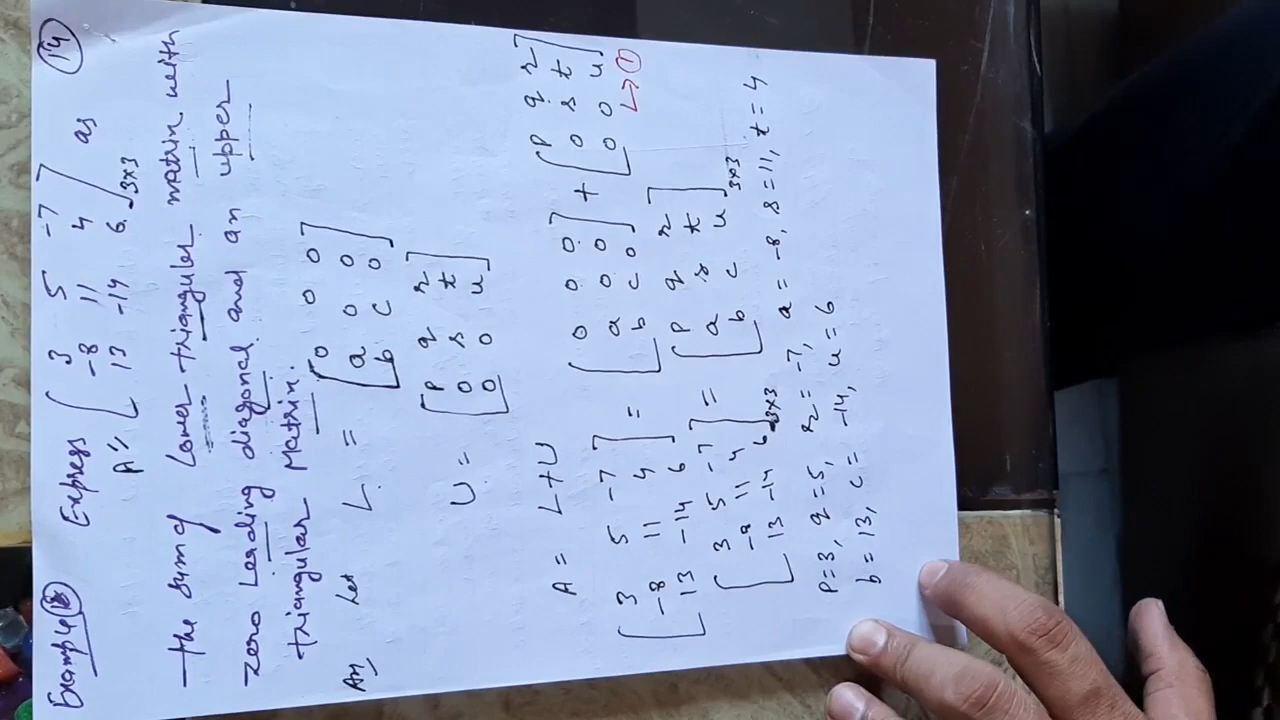 14
Example 18 Express
A = [ 3 5 -7
-8 11 4
13 -14 6 ]3×3 as
the sum of Lower triangular matrix with
zero Leading diagonal and an upper
triangular Matrix.
Let L = [ 0 0 0
a 0 0
b c 0 ]
U = [ p q r
0 s t
0 0 u ]
A = L+U
[ 3 5 -7
-8 11 4
13 -14 6 ] = [ 0 0 0
a 0 0
b c 0 ] + [ p q r
0 s t
0 0 u ]
↳ 1
[ 3 5 -7
-8 11 4
13 -14 6 ]3×3 = [ p q r
a s t
b c u ]3×3
p=3, q=5, r=-7, a=-8, s=11, t=4
b=13, c=-14, u=6